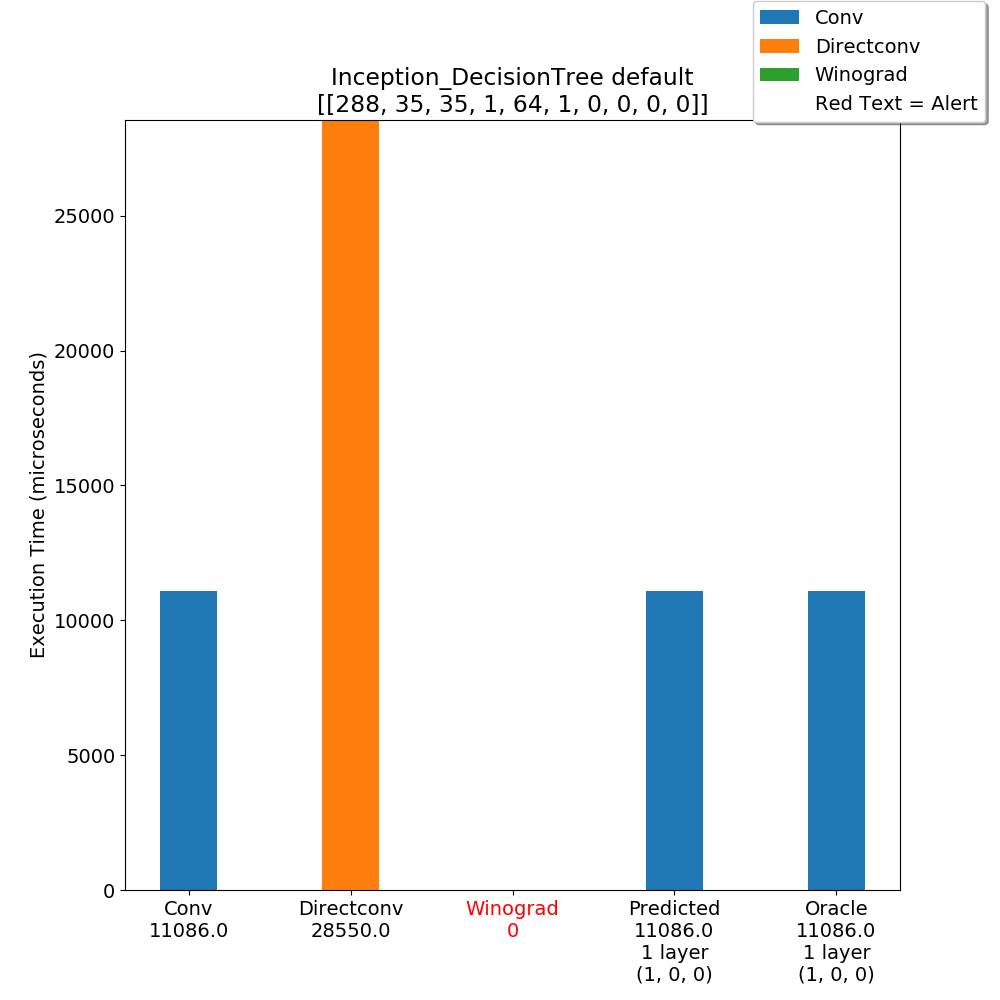 Conv
Directconv
Winograd
Red Text = Alert
Inception_DecisionTree default
[[288, 35, 35, 1, 64, 1, 0, 0, 0, 0]]
Execution Time (microseconds)
25000
20000
15000
10000
5000
0
Conv
11086.0
Directconv
28550.0
Winograd
0
Predicted
11086.0
1 layer
(1, 0, 0)
Oracle
11086.0
1 layer
(1, 0, 0)